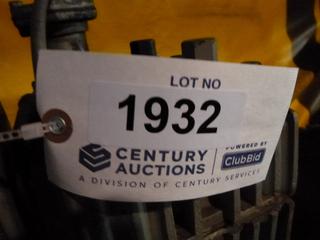 LOT NO
1932
CENTURY AUCTIONS
POWERED BY
ClubBid
A DIVISION OF CENTURY SERVICES